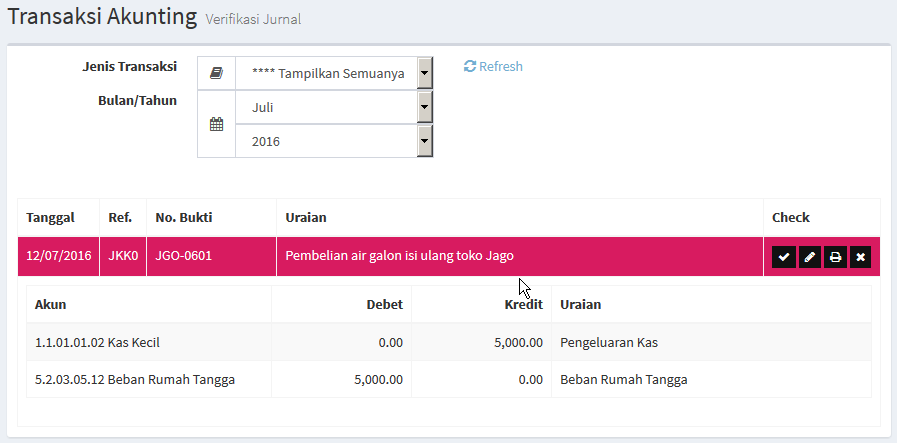 Transaksi Akunting Verifikasi Jurnal
Jenis Transaksi **** Tampilkan Semuanya Refresh
Bulan/Tahun Juli
2016
Tanggal Ref. No. Bukti Uraian Check
12/07/2016 JKK0 JGO-0601 Pembelian air galon isi ulang toko Jago
Akun Debet Kredit Uraian
1.1.01.01.02 Kas Kecil 0.00 5,000.00 Pengeluaran Kas
5.2.03.05.12 Beban Rumah Tangga 5,000.00 0.00 Beban Rumah Tangga